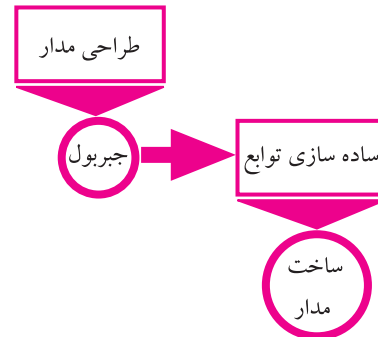 طراحی مدار
جبربول
ساده سازی توابع
ساخت
مدار